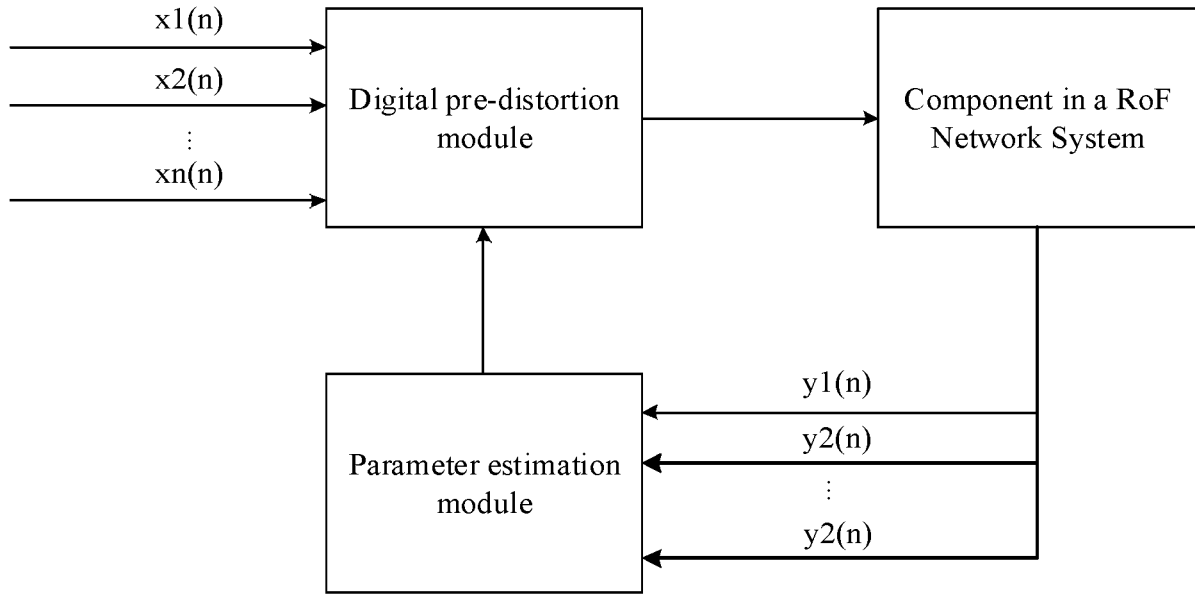 x1(n)
x2(n)
⋮
xn(n)
Digital pre-distortion
module
Component in a RoF
Network System
Parameter estimation
module
y1(n)
y2(n)
⋮
y2(n)